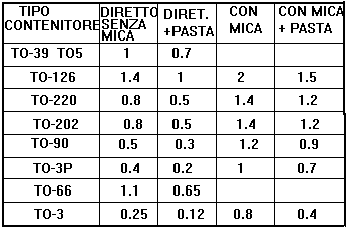 TIPO CONTENITORE DIRETTO SENZA MICA DIRET. +PASTA CON MICA CON MICA + PASTA
TO-39 TO5 1 0.7
TO-126 1.4 1 2 1.5
TO-220 0.8 0.5 1.4 1.2
TO-202 0.8 0.5 1.4 1.2
TO-90 0.5 0.3 1.2 0.9
TO-3P 0.4 0.2 1 0.7
TO-66 1.1 0.65
TO-3 0.25 0.12 0.8 0.4